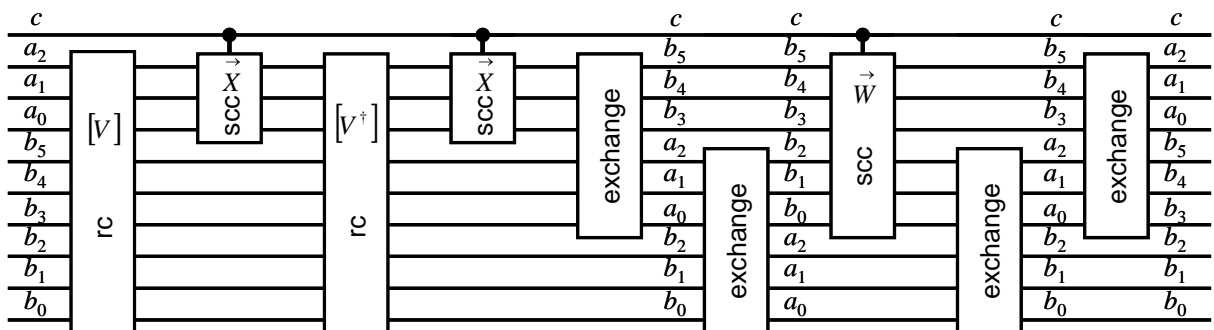 c c c c c
a₂ b₅ b₅ b₅ a₂
a₁ b₄ b₄ b₄ a₁
a₀ b₃ b₃ b₃ a₀
b₅ a₂ b₂ a₂ b₅
b₄ a₁ b₁ a₁ b₄
b₃ a₀ b₀ a₀ b₃
b₂ b₂ a₂ b₂ b₂
b₁ b₁ a₁ b₁ b₁
b₀ b₀ a₀ b₀ b₀
[V]
rc
X⃗
scc
[V†]
rc
X⃗
scc
exchange
exchange
W⃗
scc
exchange
exchange